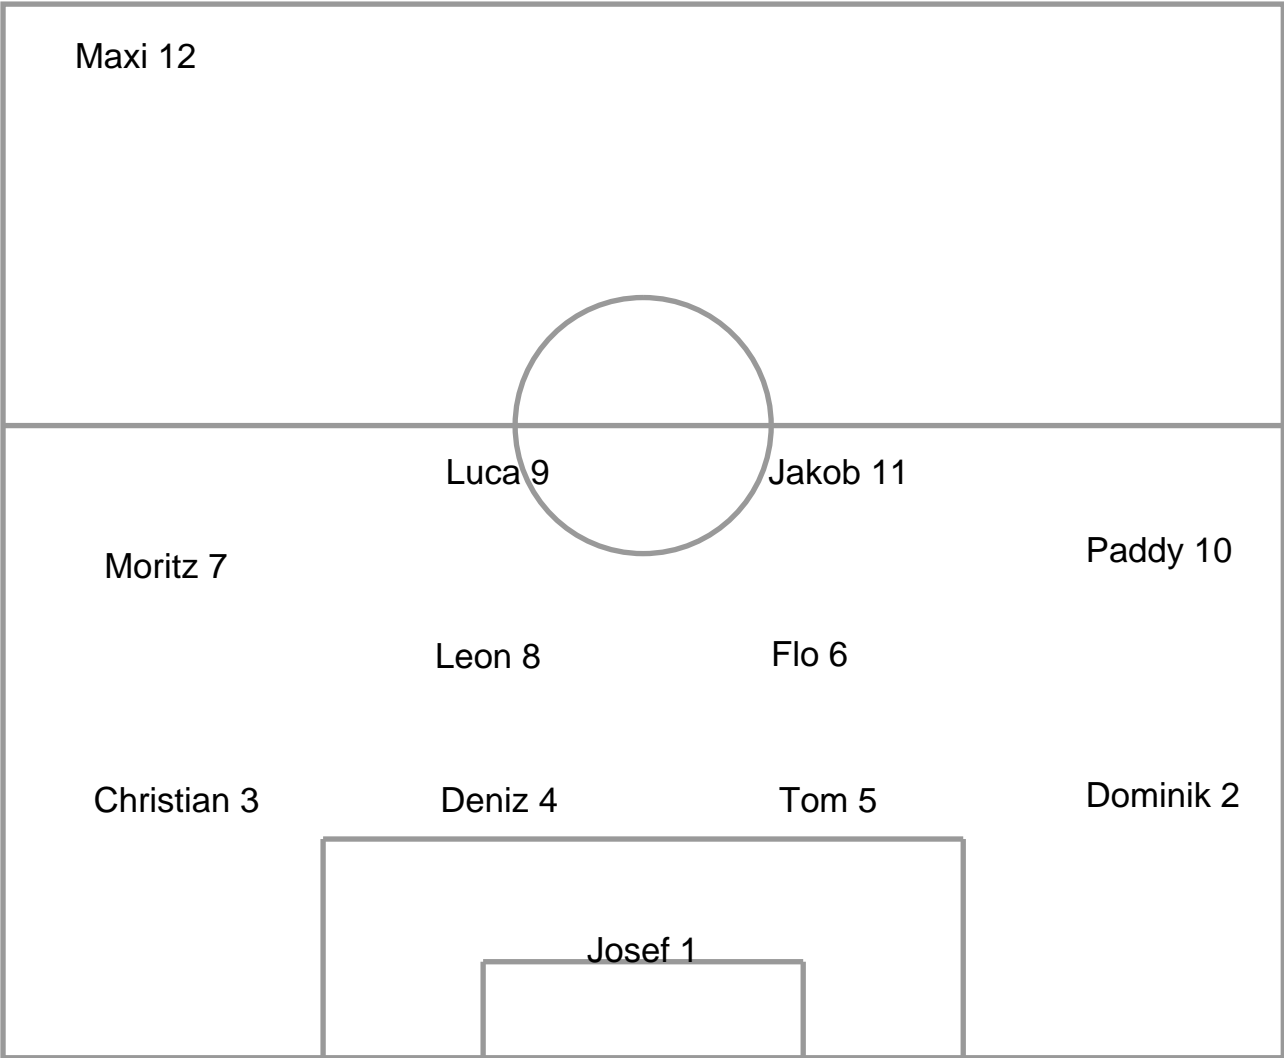 Maxi 12
Luca 9
Jakob 11
Moritz 7
Paddy 10
Leon 8
Flo 6
Christian 3
Deniz 4
Tom 5
Dominik 2
Josef 1